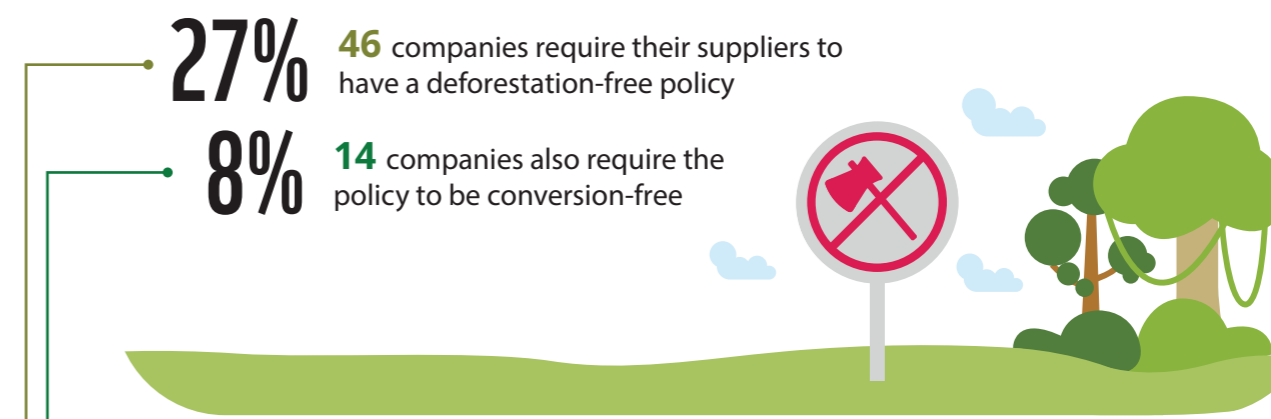 27%
46 companies require their suppliers to
have a deforestation-free policy
8%
14 companies also require the
policy to be conversion-free